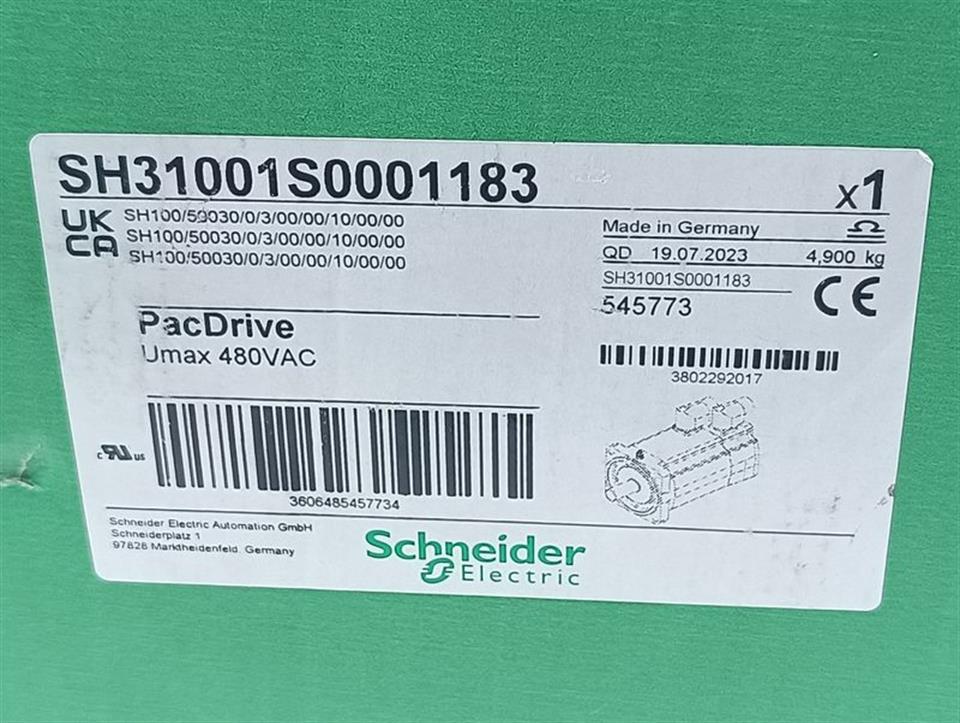 SH31001S0001183
x1
UK
CA
SH100/50030/0/3/00/00/10/00/00
SH100/50030/0/3/00/00/10/00/00
SH100/50030/0/3/00/00/10/00/00
Made in Germany
QD 19.07.2023 4,900 kg
SH31001S0001183
545773
CE
PacDrive
Umax 480VAC
3802292017
c RU us
3606485457734
Schneider Electric Automation GmbH
Schneiderplatz 1
97828 Marktheidenfeld, Germany
Schneider
Electric